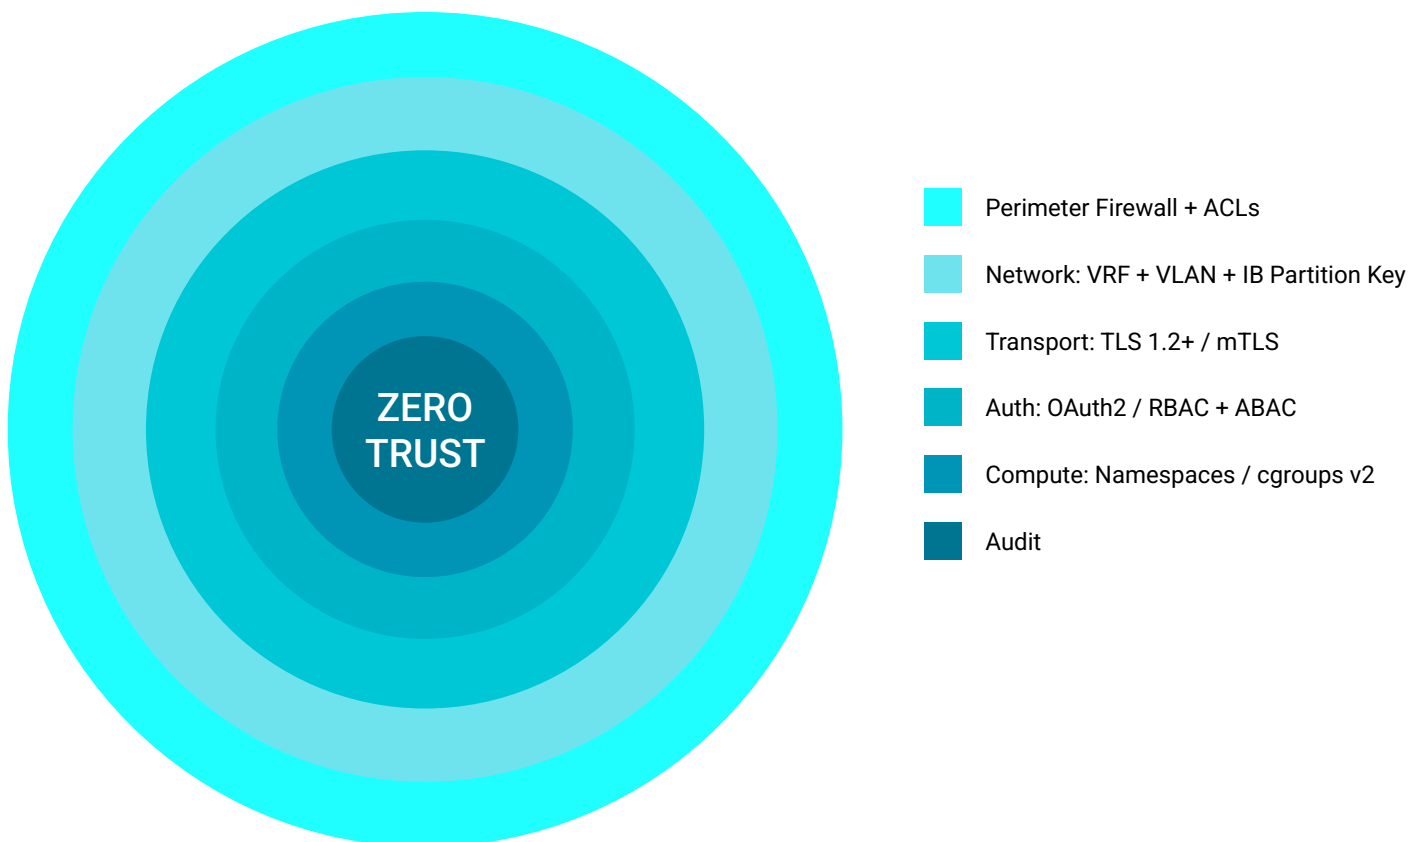 ZERO
TRUST
Perimeter Firewall + ACLs
Network: VRF + VLAN + IB Partition Key
Transport: TLS 1.2+ / mTLS
Auth: OAuth2 / RBAC + ABAC
Compute: Namespaces / cgroups v2
Audit